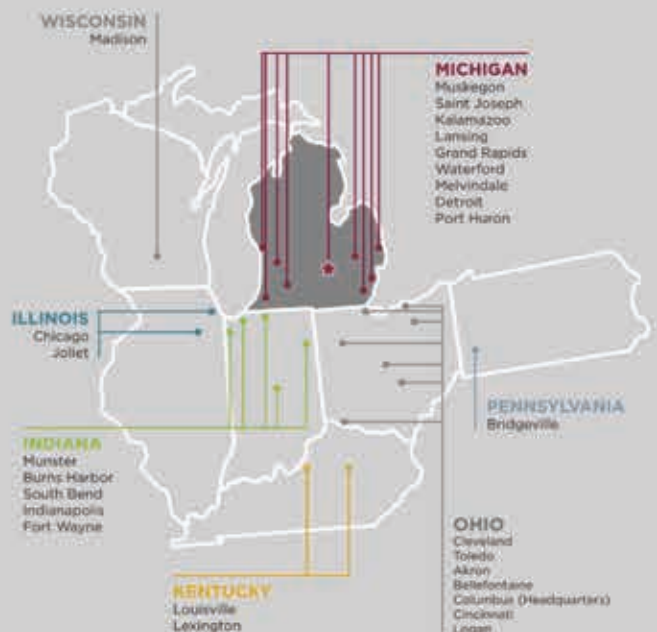 WISCONSIN
Madison
MICHIGAN
Muskegon
Saint Joseph
Kalamazoo
Lansing
Grand Rapids
Waterford
Melvindale
Detroit
Port Huron
ILLINOIS
Chicago
Joliet
PENNSYLVANIA
Bridgeville
INDIANA
Munster
Burns Harbor
South Bend
Indianapolis
Fort Wayne
OHIO
Cleveland
Toledo
Akron
Bellefontaine
Columbus (Headquarters)
Cincinnati
Logan
KENTUCKY
Louisville
Lexington